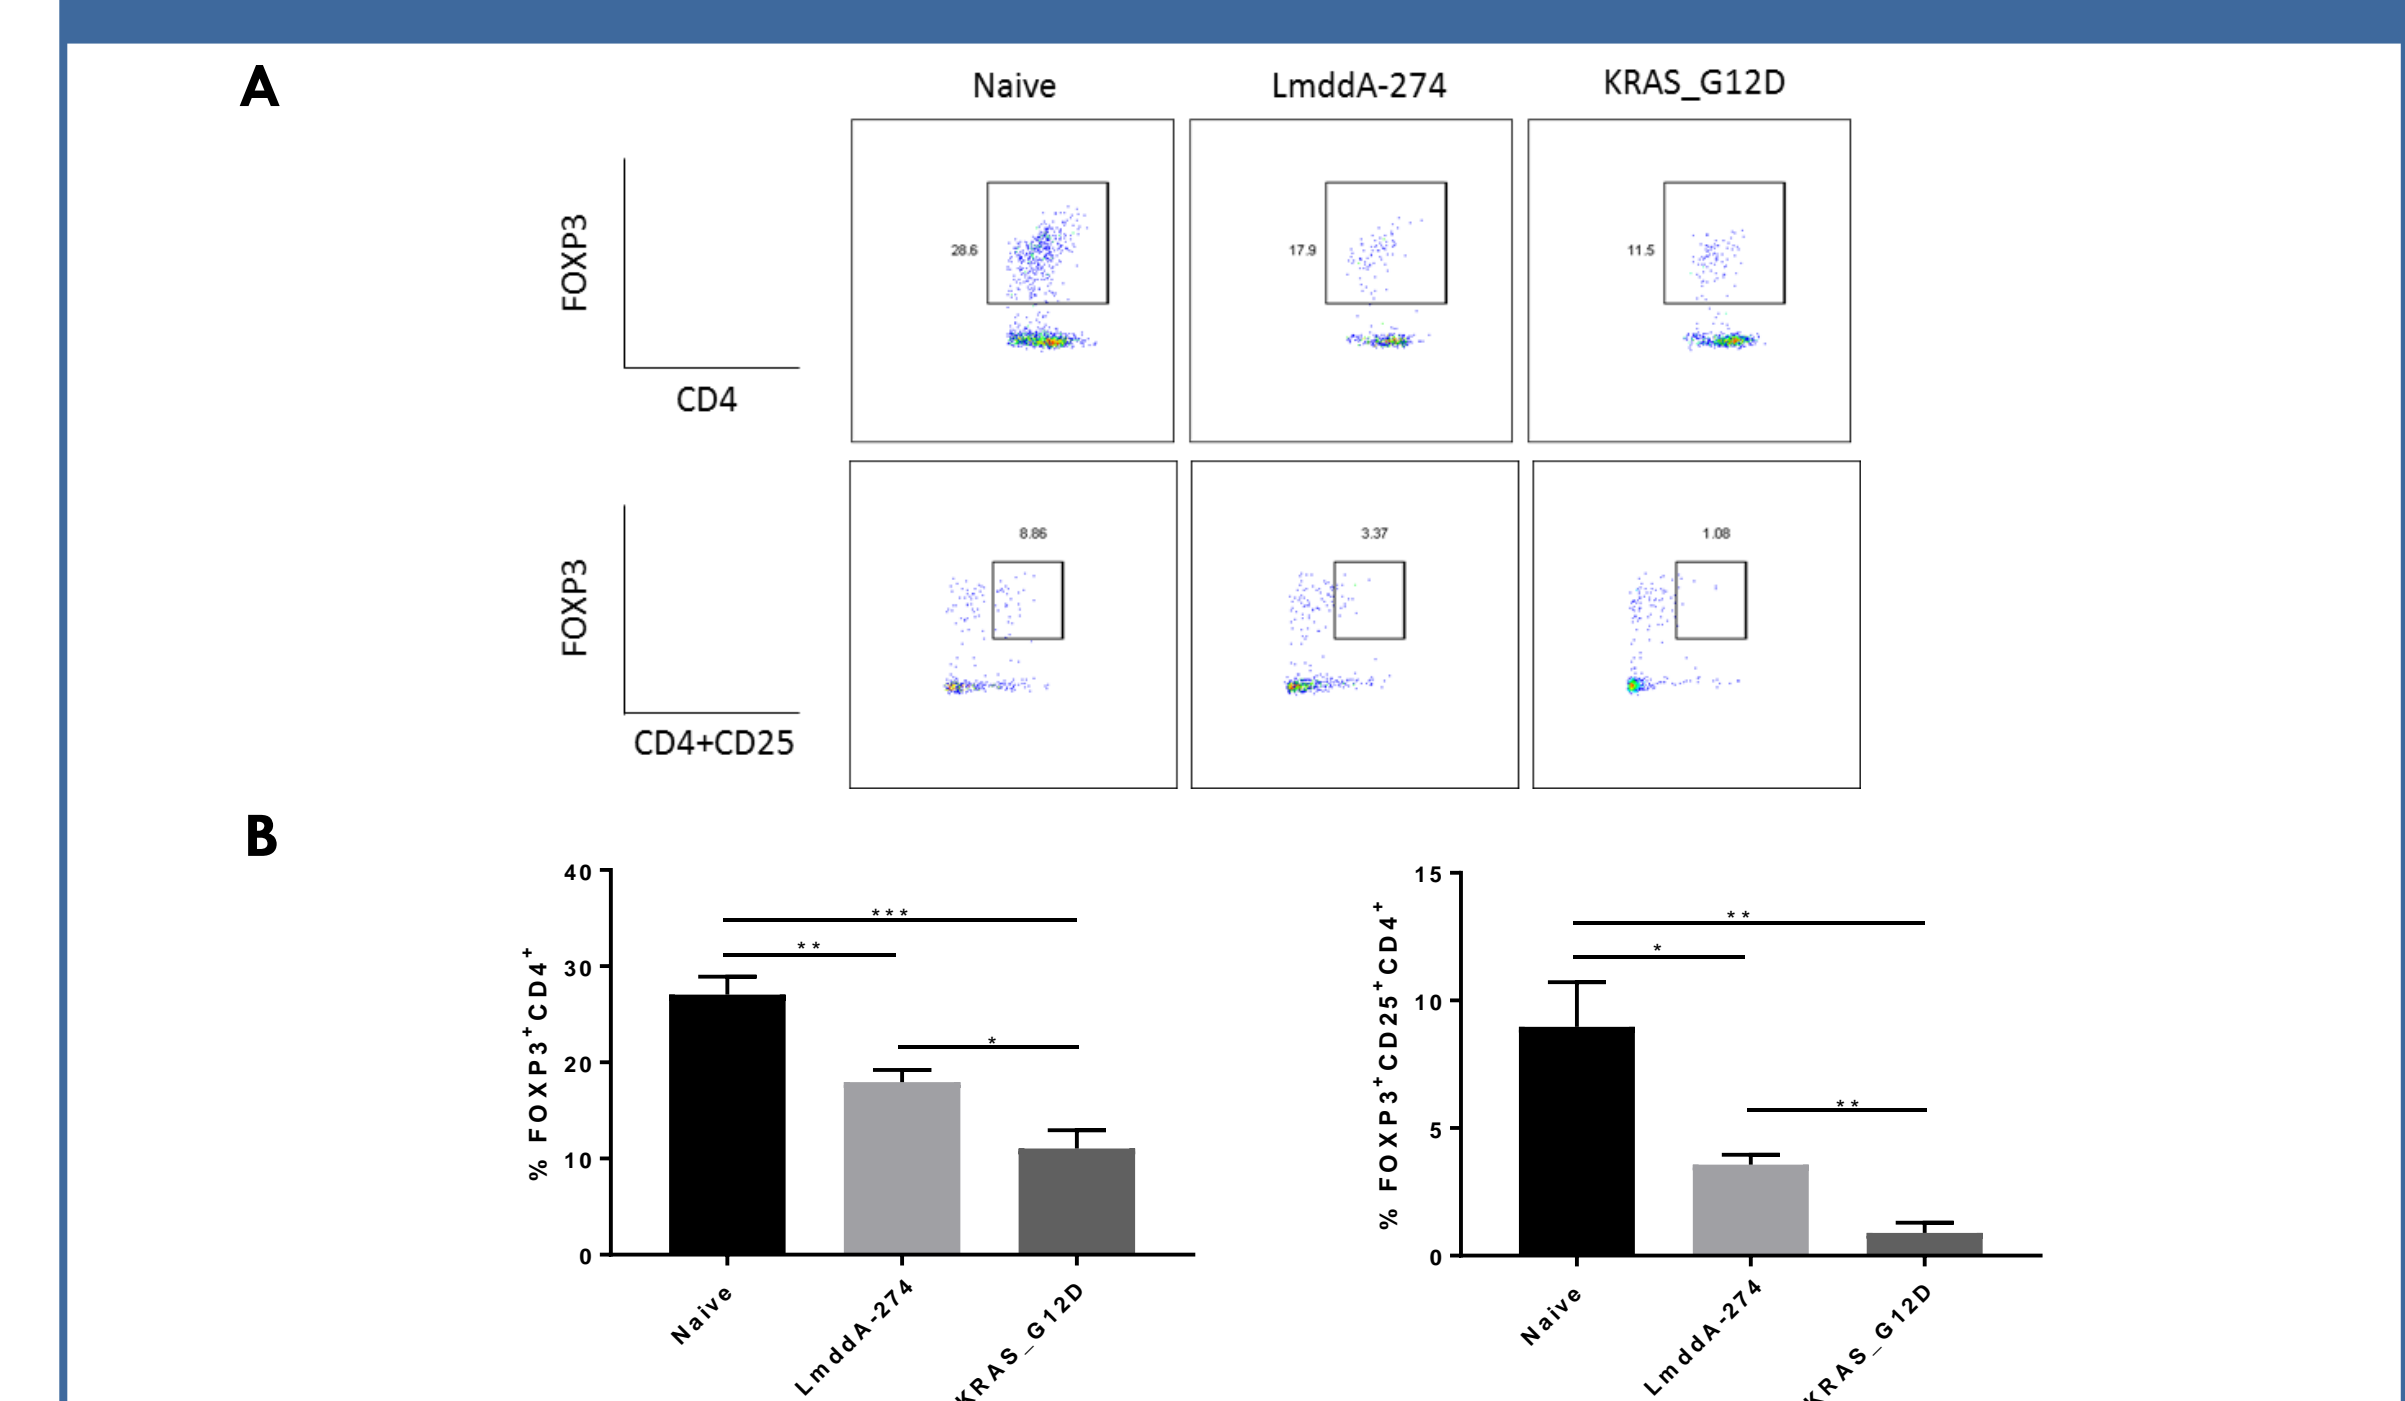 A
Naive LmddA-274 KRAS_G12D
FOXP3
28.6 17.9 11.5
CD4
8.86 3.37 1.08
FOXP3
CD4+CD25
B
% FOXP3+CD4+
40
30
20
10
0
***
**
*
Naive LmddA-274 KRAS_G12D
% FOXP3+CD25+CD4+
15
10
5
0
**
*
**
Naive LmddA-274 KRAS_G12D